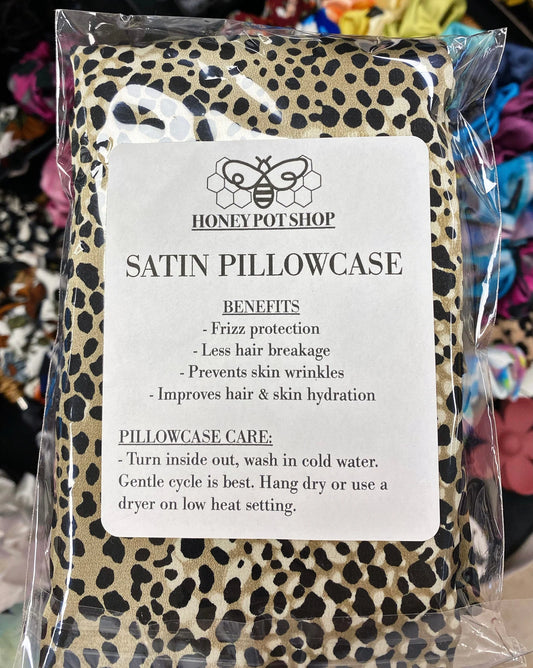 HONEY POT SHOP
SATIN PILLOWCASE
BENEFITS
- Frizz protection
- Less hair breakage
- Prevents skin wrinkles
- Improves hair & skin hydration
PILLOWCASE CARE:
- Turn inside out, wash in cold water.
Gentle cycle is best. Hang dry or use a
dryer on low heat setting.